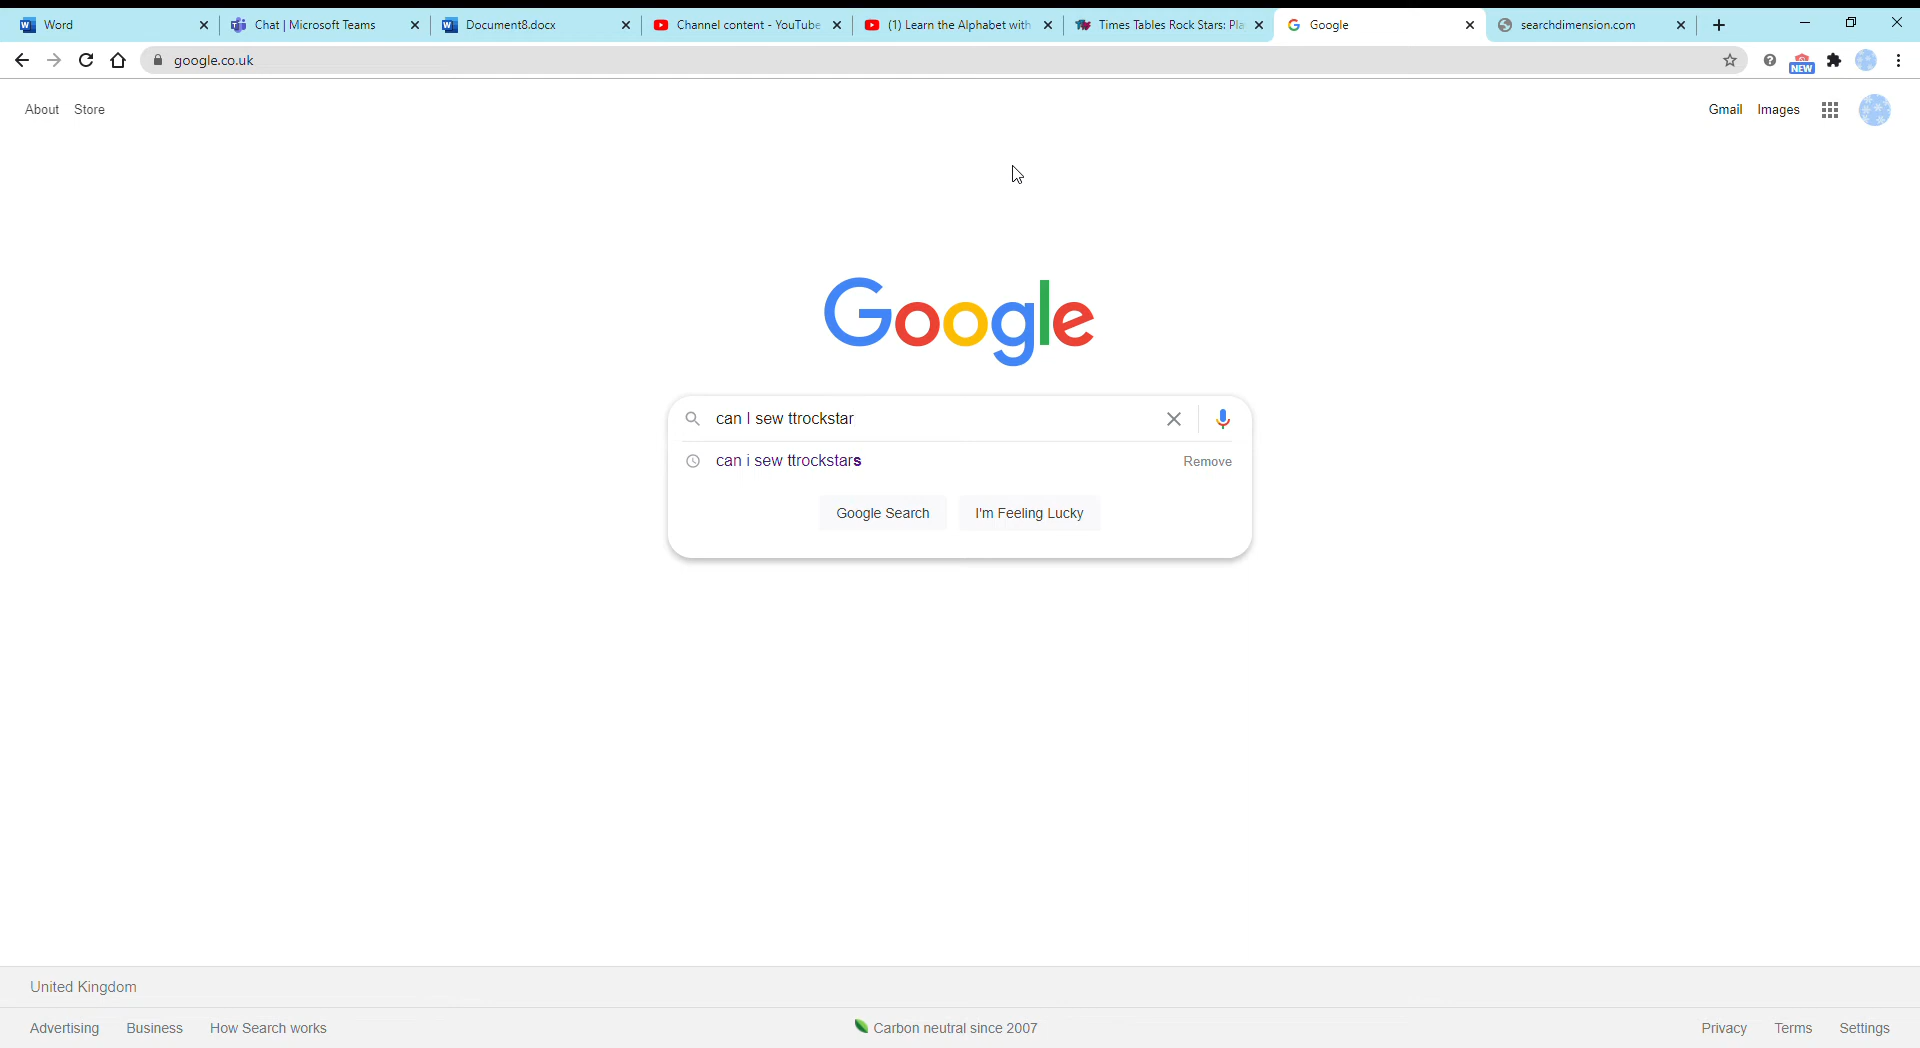 Word
Chat | Microsoft Teams
Document8.docx
Channel content - YouTube
(1) Learn the Alphabet with
Times Tables Rock Stars: Pla
Google
searchdimension.com
google.co.uk
NEW
About Store
Gmail Images
Google
can I sew ttrockstar
can i sew ttrockstars Remove
Google Search I'm Feeling Lucky
United Kingdom
Advertising Business How Search works
Carbon neutral since 2007
Privacy Terms Settings